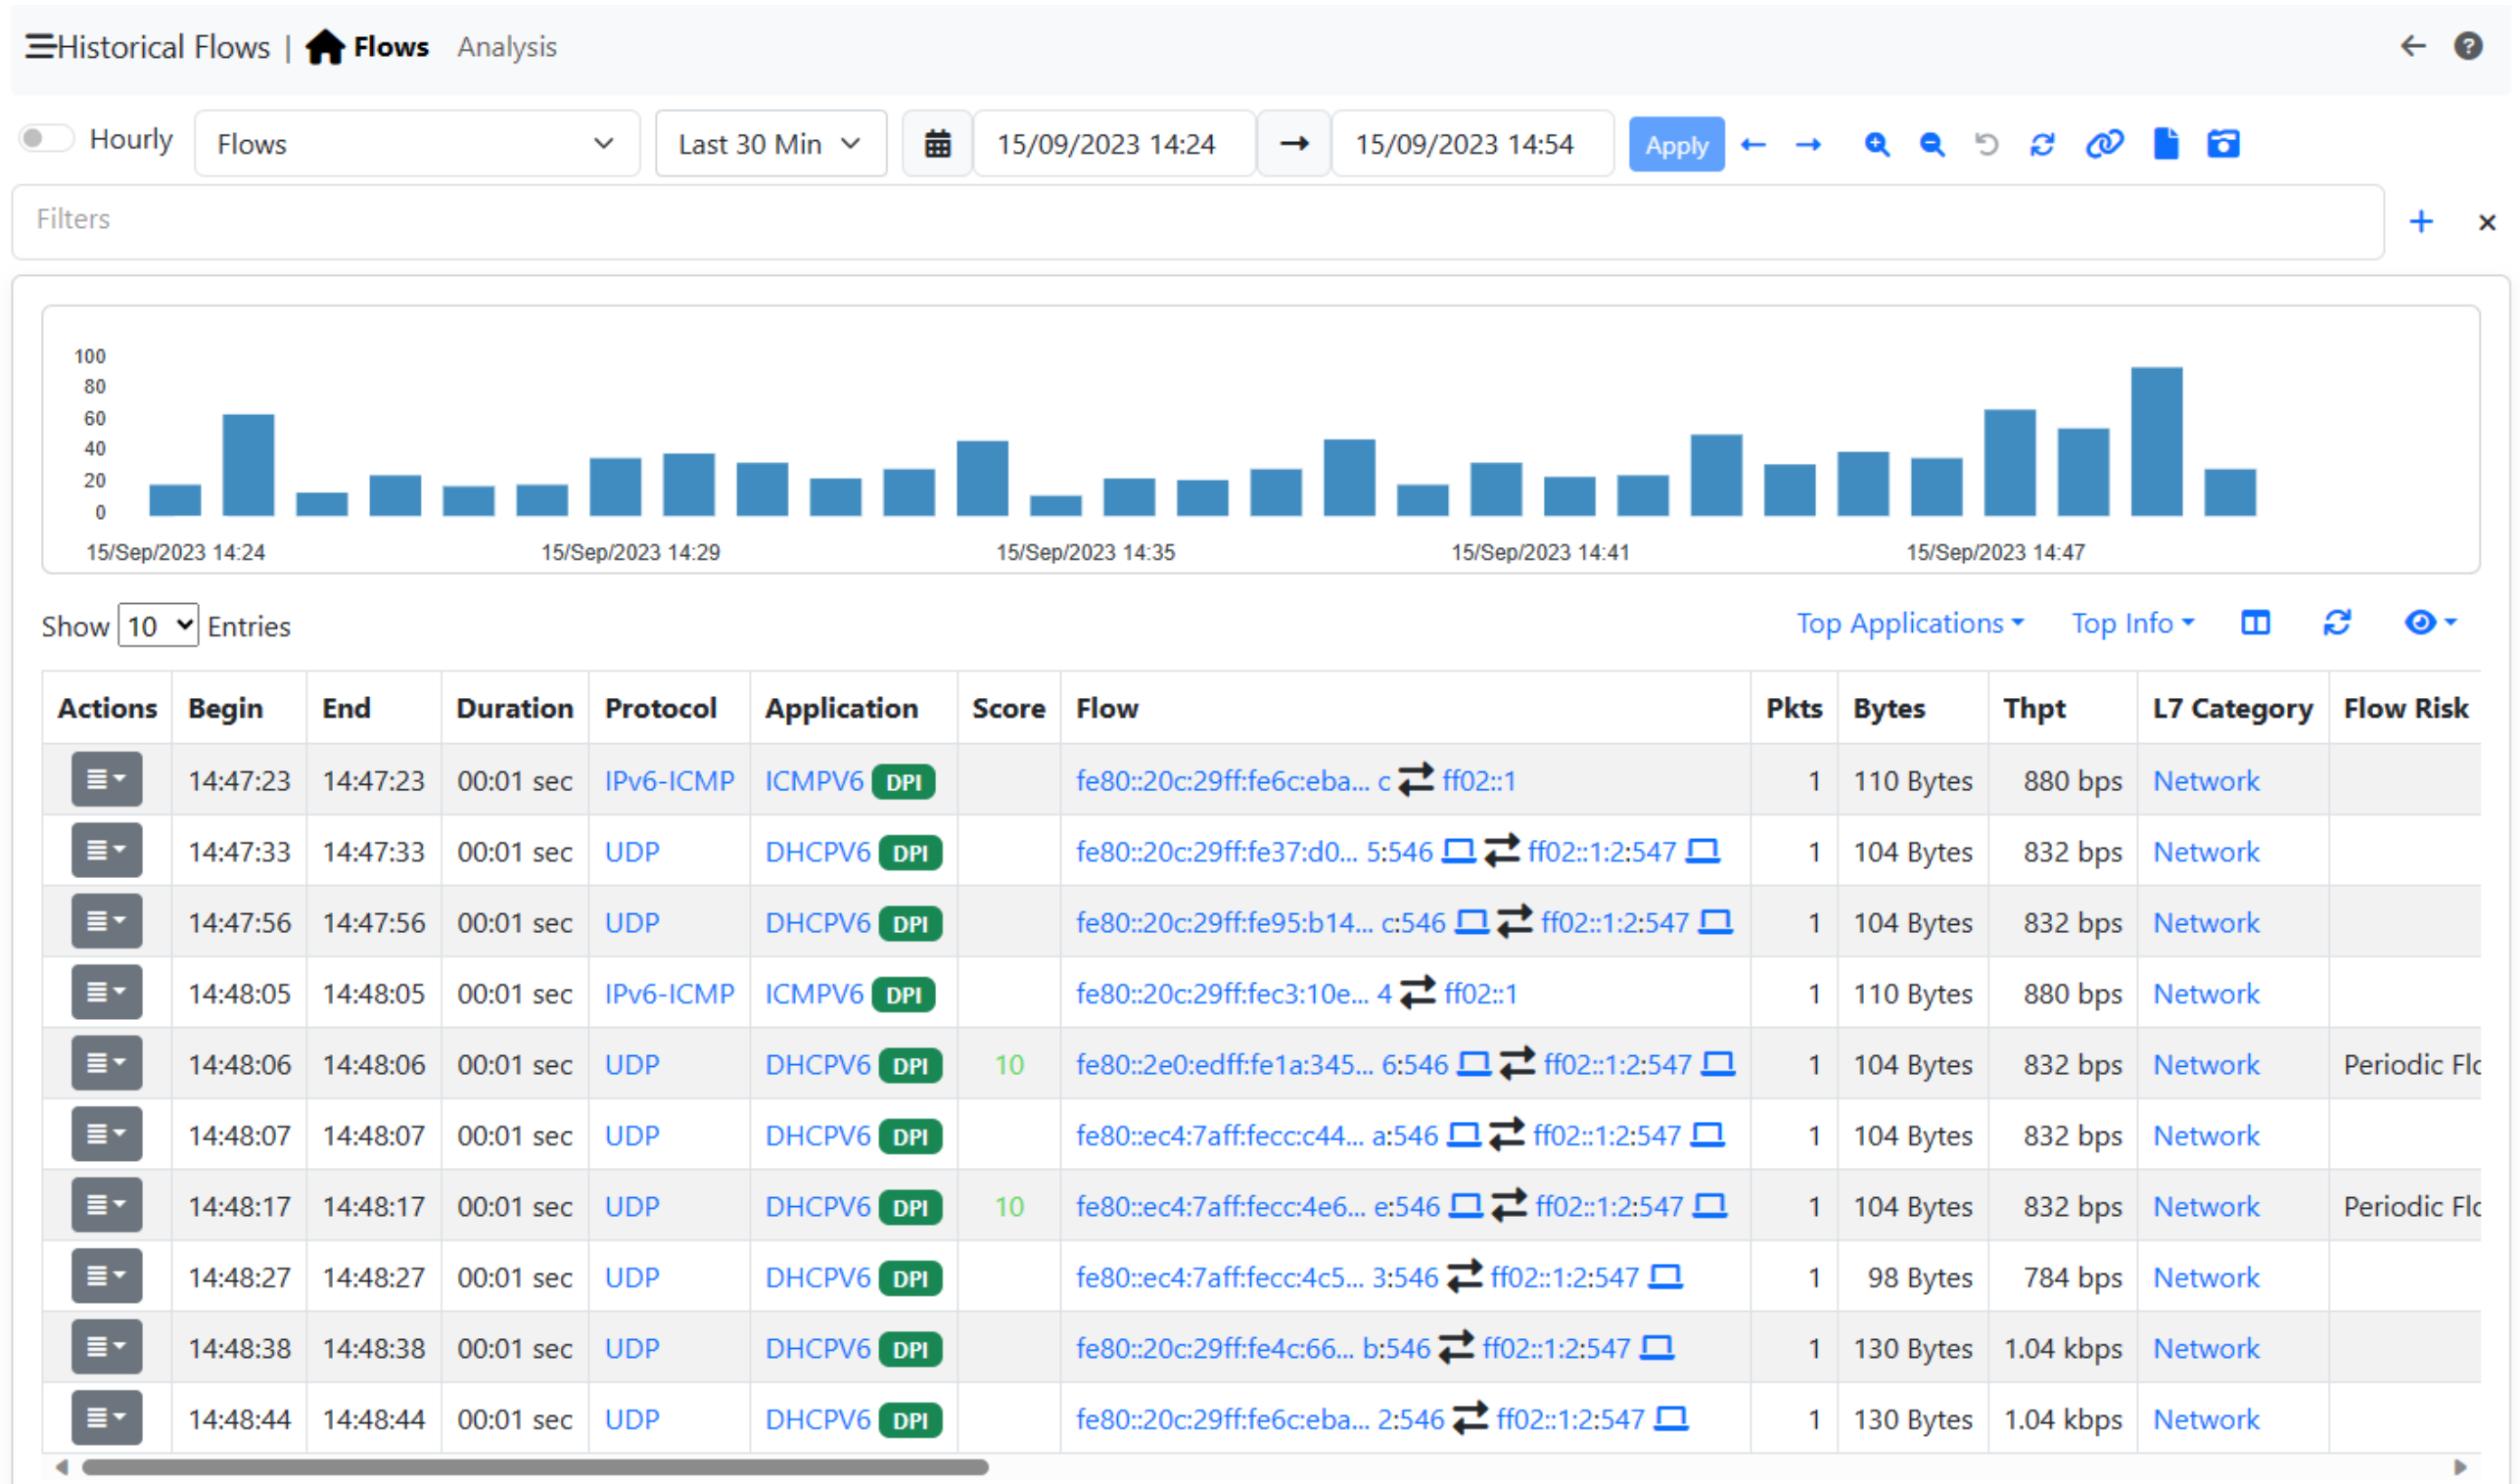 Historical Flows | Flows Analysis
Hourly Flows Last 30 Min 15/09/2023 14:24 → 15/09/2023 14:54 Apply
Filters
100
80
60
40
20
0
15/Sep/2023 14:24 15/Sep/2023 14:29 15/Sep/2023 14:35 15/Sep/2023 14:41 15/Sep/2023 14:47
Show 10 Entries Top Applications Top Info
Actions Begin End Duration Protocol Application Score Flow Pkts Bytes Thpt L7 Category Flow Risk
14:47:23 14:47:23 00:01 sec IPv6-ICMP ICMPV6 DPI fe80::20c:29ff:fe6c:eba... c ff02::1 1 110 Bytes 880 bps Network
14:47:33 14:47:33 00:01 sec UDP DHCPV6 DPI fe80::20c:29ff:fe37:d0... 5:546 ff02::1:2:547 1 104 Bytes 832 bps Network
14:47:56 14:47:56 00:01 sec UDP DHCPV6 DPI fe80::20c:29ff:fe95:b14... c:546 ff02::1:2:547 1 104 Bytes 832 bps Network
14:48:05 14:48:05 00:01 sec IPv6-ICMP ICMPV6 DPI fe80::20c:29ff:fec3:10e... 4 ff02::1 1 110 Bytes 880 bps Network
14:48:06 14:48:06 00:01 sec UDP DHCPV6 DPI 10 fe80::2e0:edff:fe1a:345... 6:546 ff02::1:2:547 1 104 Bytes 832 bps Network Periodic Flo
14:48:07 14:48:07 00:01 sec UDP DHCPV6 DPI fe80::ec4:7aff:fecc:c44... a:546 ff02::1:2:547 1 104 Bytes 832 bps Network
14:48:17 14:48:17 00:01 sec UDP DHCPV6 DPI 10 fe80::ec4:7aff:fecc:4e6... e:546 ff02::1:2:547 1 104 Bytes 832 bps Network Periodic Flo
14:48:27 14:48:27 00:01 sec UDP DHCPV6 DPI fe80::ec4:7aff:fecc:4c5... 3:546 ff02::1:2:547 1 98 Bytes 784 bps Network
14:48:38 14:48:38 00:01 sec UDP DHCPV6 DPI fe80::20c:29ff:fe4c:66... b:546 ff02::1:2:547 1 130 Bytes 1.04 kbps Network
14:48:44 14:48:44 00:01 sec UDP DHCPV6 DPI fe80::20c:29ff:fe6c:eba... 2:546 ff02::1:2:547 1 130 Bytes 1.04 kbps Network